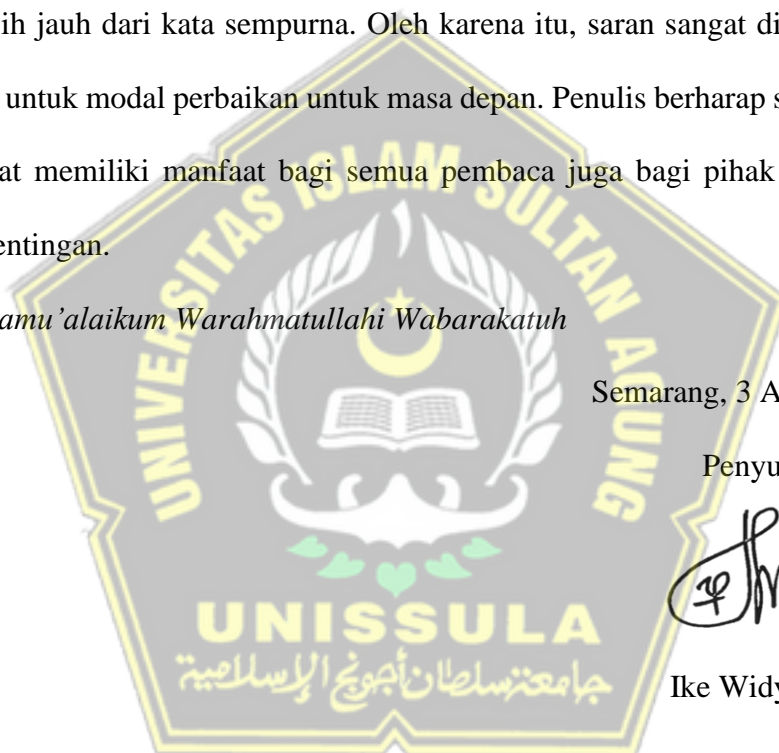 ih jauh dari kata sempurna. Oleh karena itu, saran sangat di
untuk modal perbaikan untuk masa depan. Penulis berharap s
at memiliki manfaat bagi semua pembaca juga bagi pihak
entingan.
amu’alaikum Warahmatullahi Wabarakatuh
Semarang, 3 A
Penyu
Ike Widy
UNIVERSITAS ISLAM SULTAN AGUNG
UNISSULA
جامعة سلطان أجونج الإسلامية